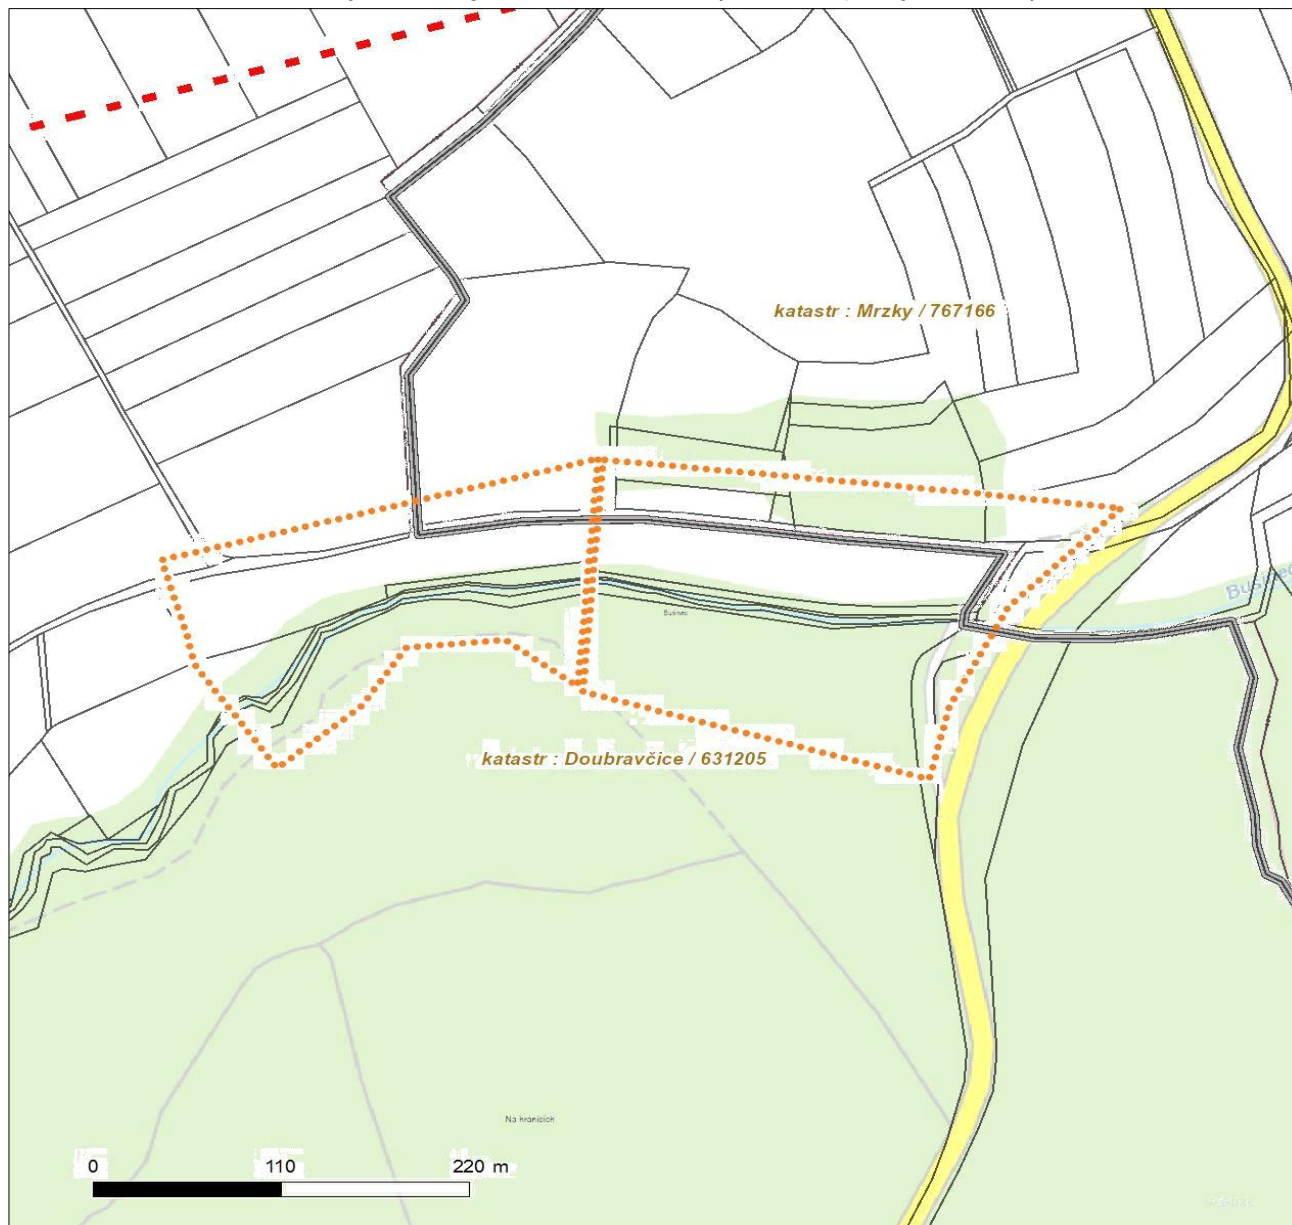 katastr : Mrzky / 767166
Bušinec
katastr : Doubravčice / 631205
Na hranicích
0 110 220 m